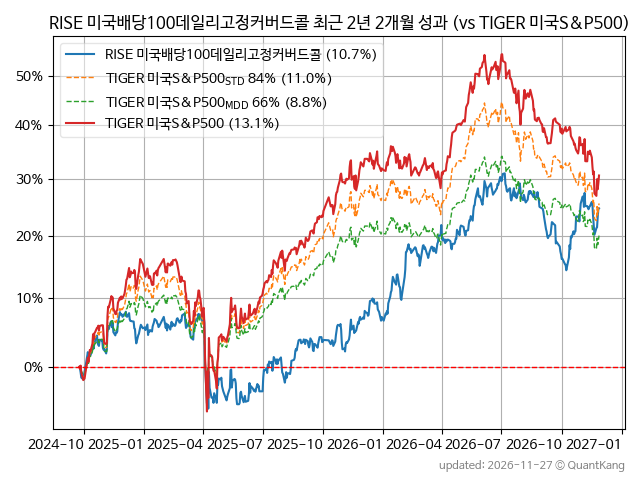 RISE 미국배당100데일리고정커버드콜 최근 2년 2개월 성과 (vs TIGER 미국S&P500)
RISE 미국배당100데일리고정커버드콜 (10.7%)
TIGER 미국S&P500STD 84% (11.0%)
TIGER 미국S&P500MDD 66% (8.8%)
TIGER 미국S&P500 (13.1%)
50%
40%
30%
20%
10%
0%
2024-10 2025-01 2025-04 2025-07 2025-10 2026-01 2026-04 2026-07 2026-10 2027-01
updated: 2026-11-27 © QuantKang